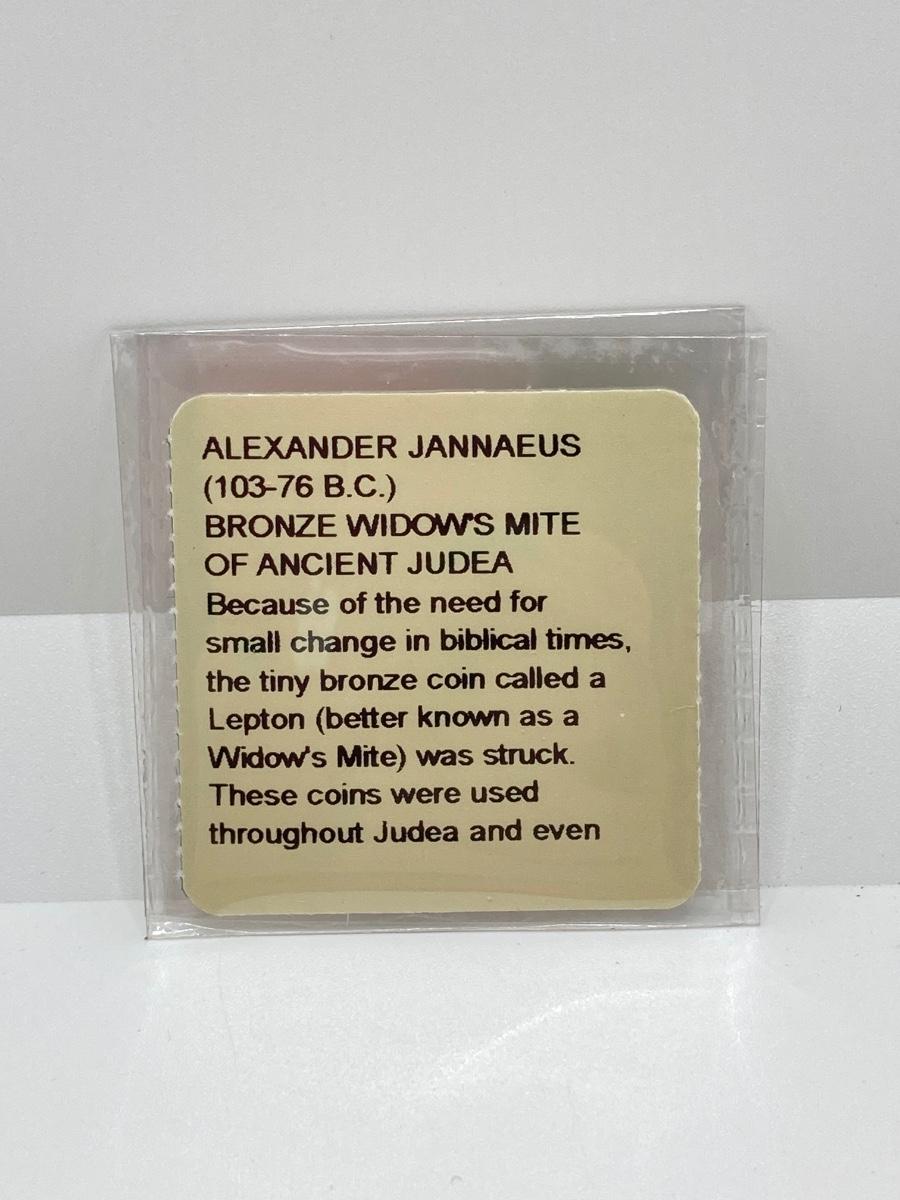 ALEXANDER JANNAEUS
(103-76 B.C.)
BRONZE WIDOW'S MITE
OF ANCIENT JUDEA
Because of the need for
small change in biblical times,
the tiny bronze coin called a
Lepton (better known as a
Widow's Mite) was struck.
These coins were used
throughout Judea and even